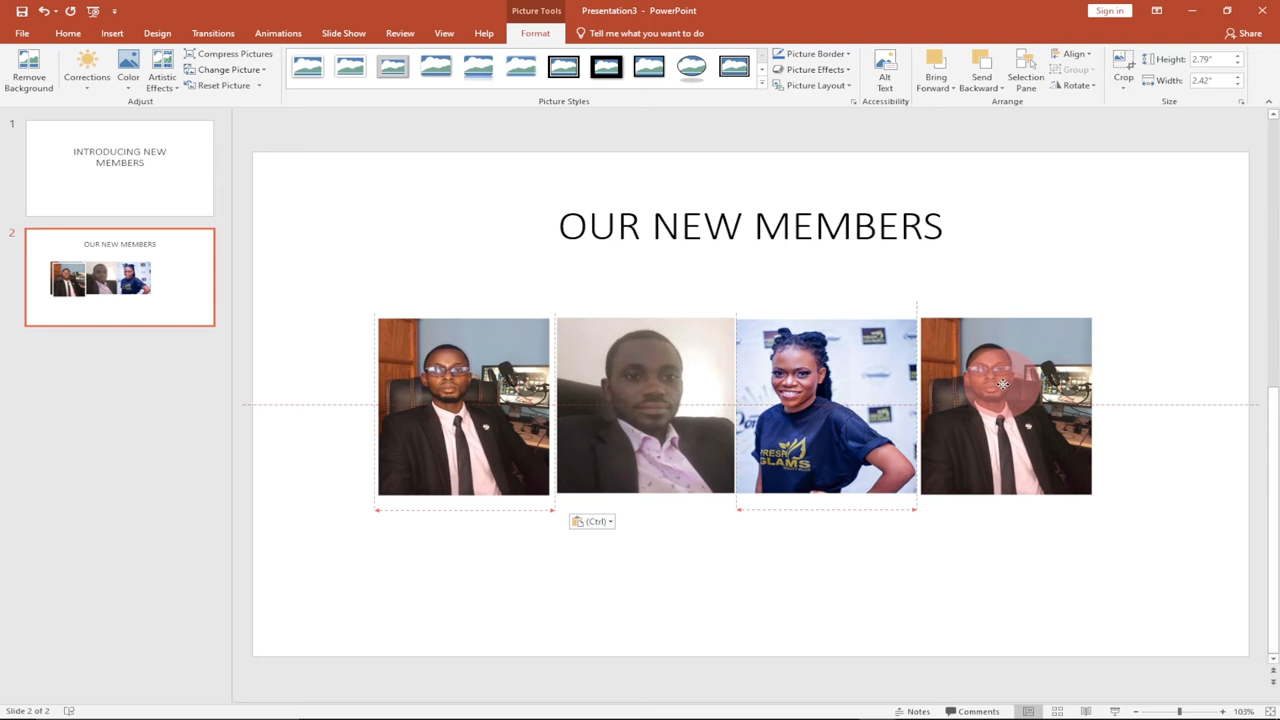 Picture Tools
Presentation3 - PowerPoint
Sign in
File Home Insert Design Transitions Animations Slide Show Review View Help Format Tell me what you want to do
Share
Remove Background
Corrections
Color
Artistic Effects
Compress Pictures
Change Picture
Reset Picture
Adjust
Picture Styles
Picture Border
Picture Effects
Picture Layout
Alt Text
Accessibility
Bring Forward
Send Backward
Selection Pane
Align
Group
Rotate
Arrange
Crop
Height: 2.79"
Width: 2.42"
Size
1
INTRODUCING NEW
MEMBERS
2
OUR NEW MEMBERS
OUR NEW MEMBERS
FRESH
GLAMS
(Ctrl)
Slide 2 of 2
Notes
Comments
103%